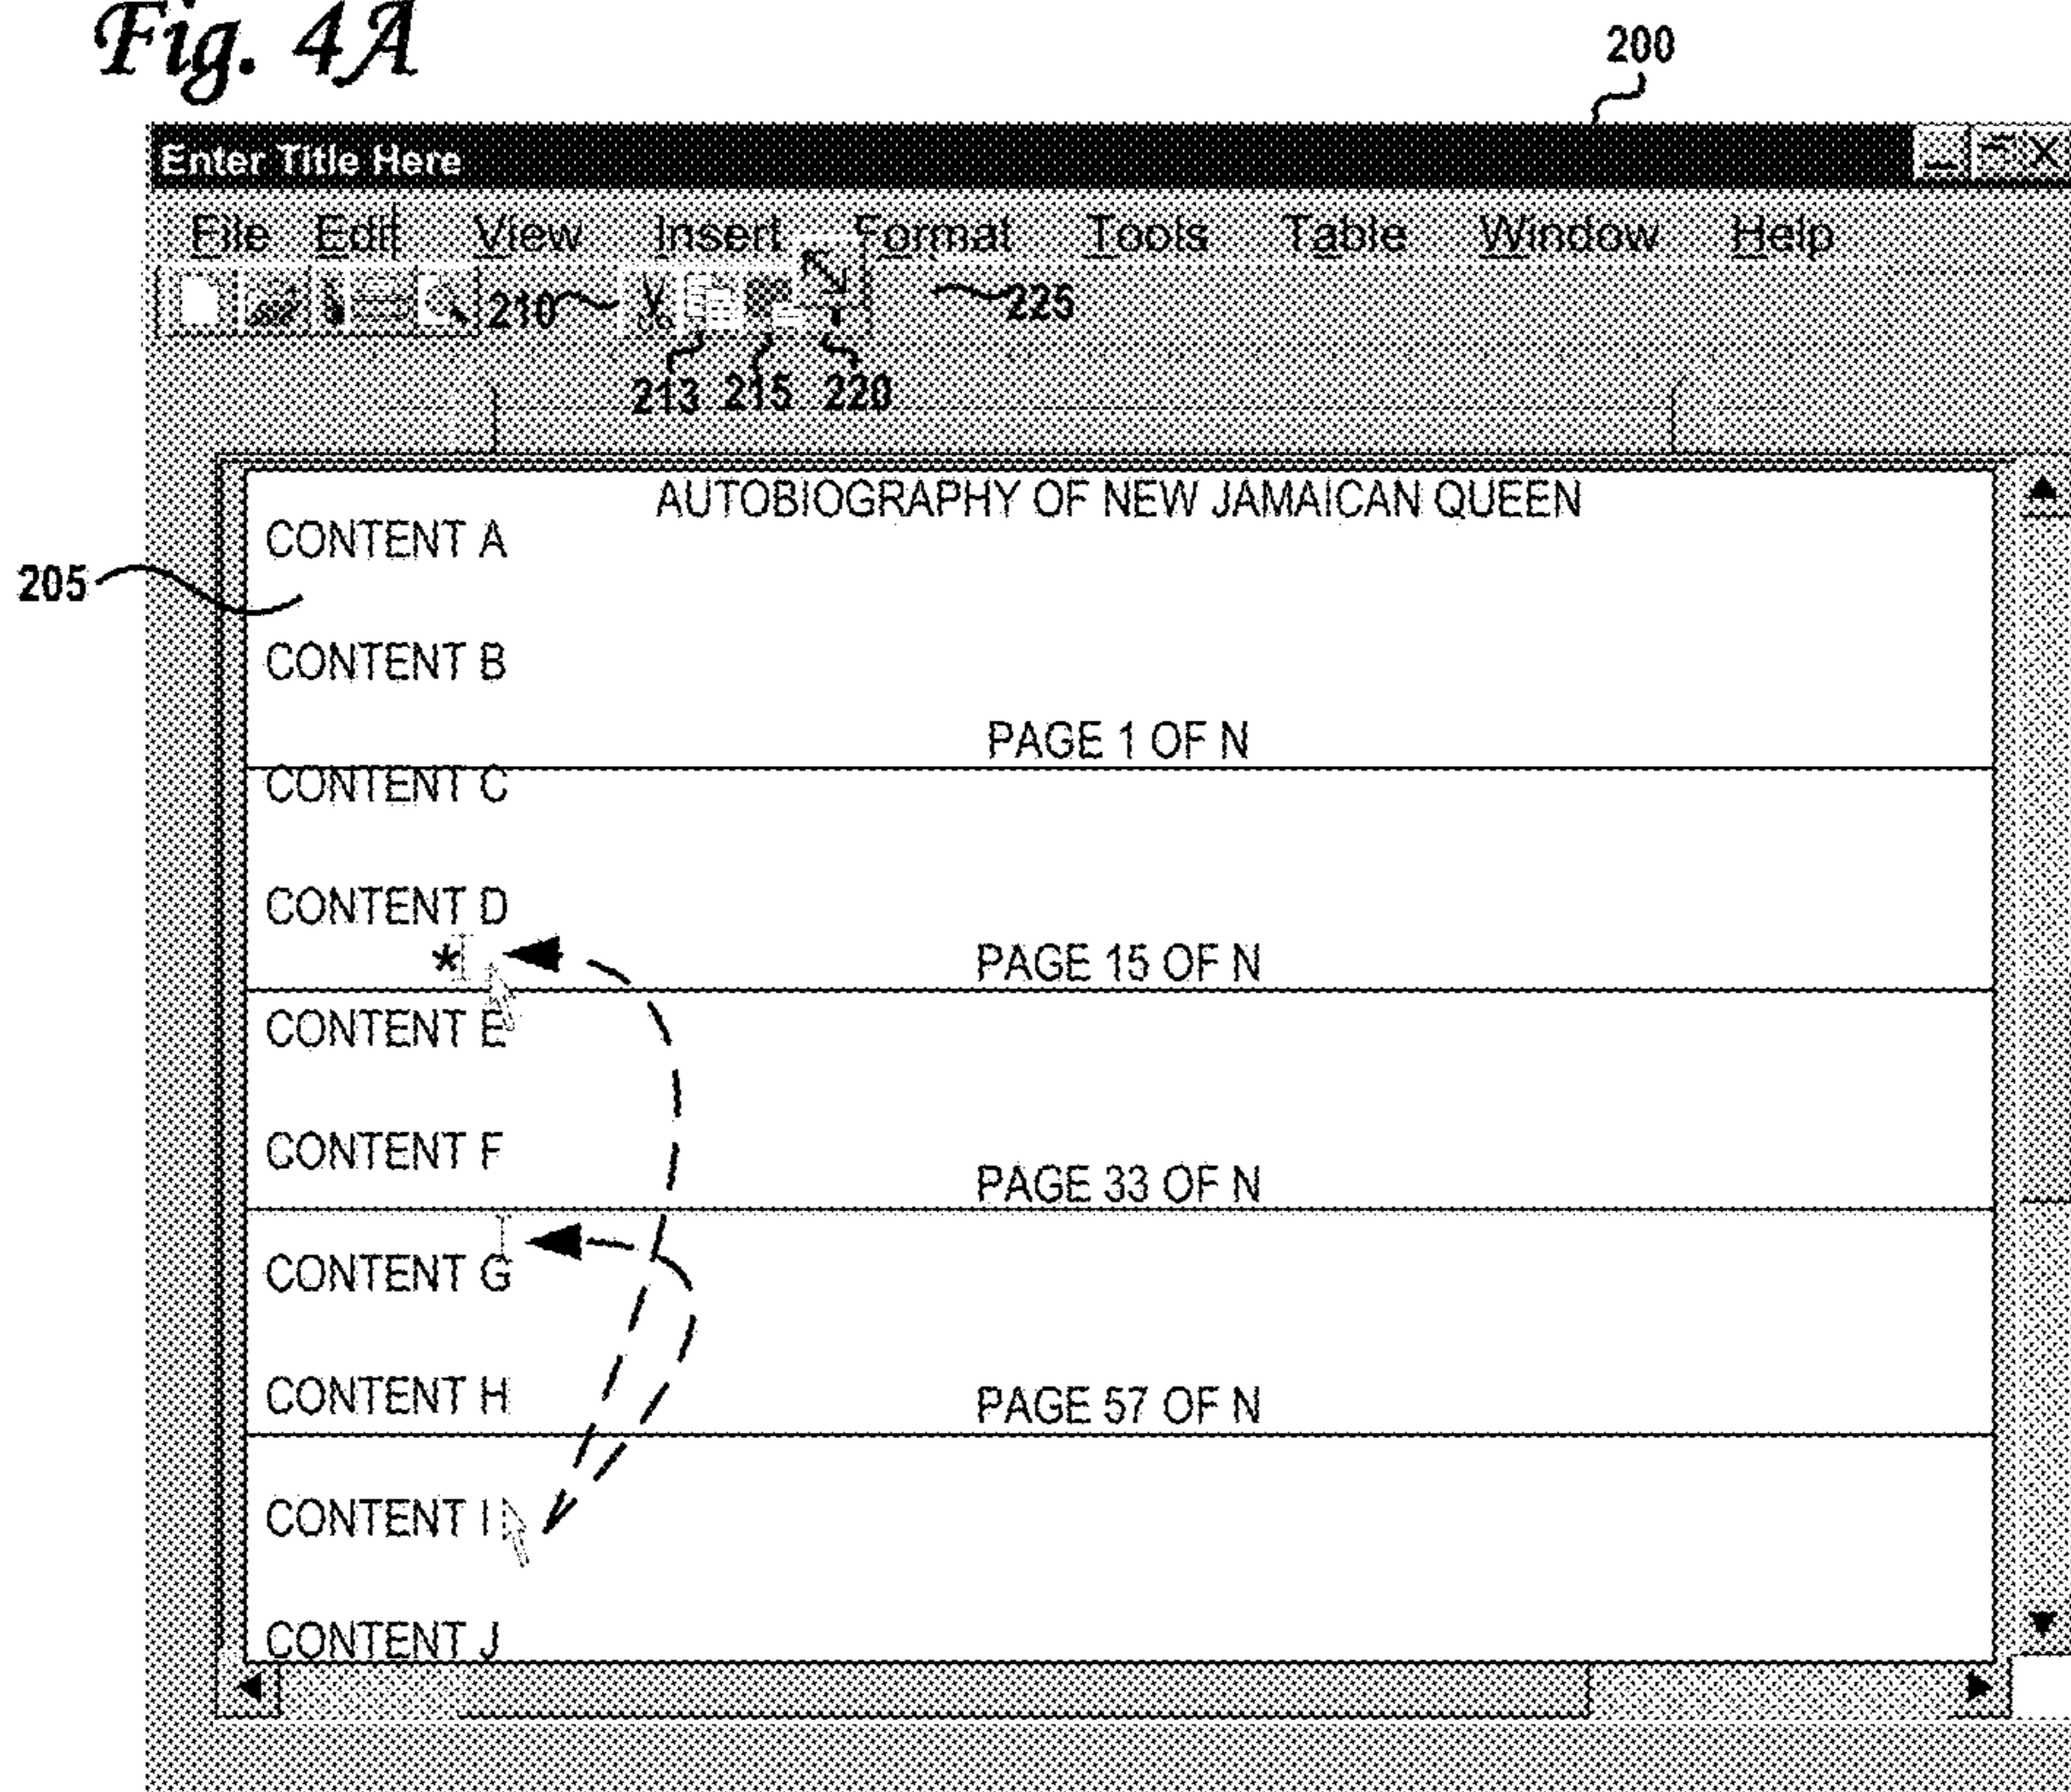 Fig. 4A
200
Enter Title Here
File Edit View Insert Format Tools Table Window Help
210 225
213 215 220
AUTOBIOGRAPHY OF NEW JAMAICAN QUEEN
CONTENT A
205
CONTENT B
PAGE 1 OF N
CONTENT C
CONTENT D
* PAGE 15 OF N
CONTENT E
CONTENT F
PAGE 33 OF N
CONTENT G
CONTENT H PAGE 57 OF N
CONTENT I
CONTENT J